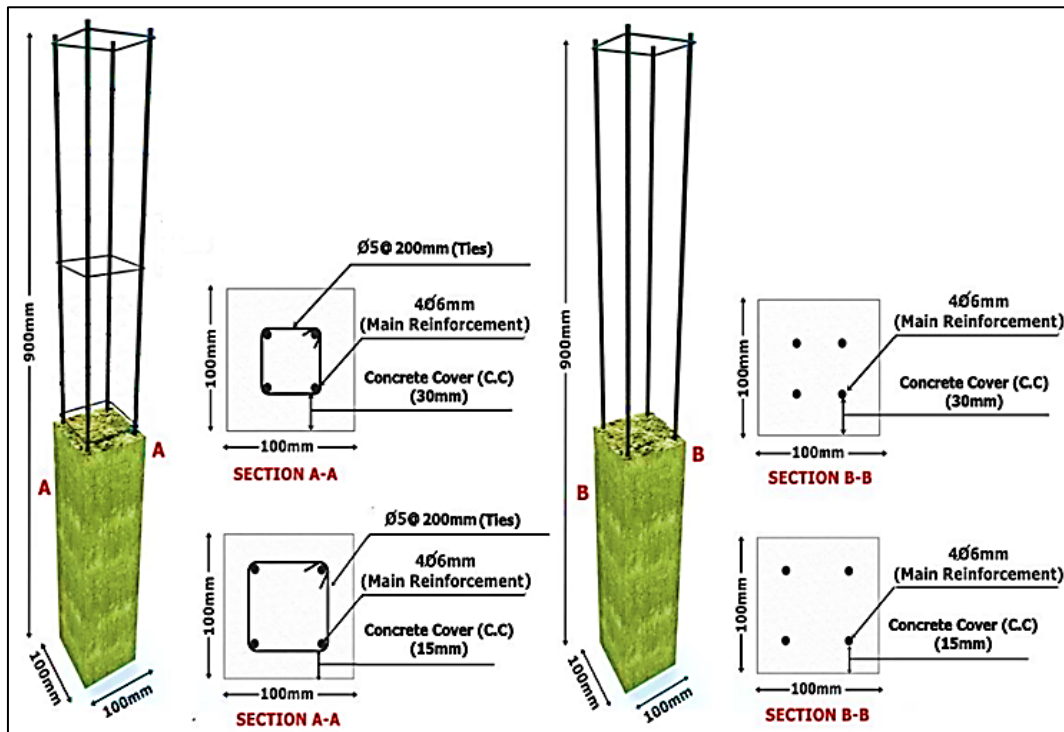 900mm
A
A
100mm
100mm
Ø5@ 200mm (Ties)
4Ø6mm
(Main Reinforcement)
Concrete Cover (C.C)
(30mm)
100mm
100mm
SECTION A-A
Ø5@ 200mm (Ties)
4Ø6mm
(Main Reinforcement)
Concrete Cover (C.C)
(15mm)
100mm
100mm
SECTION A-A
900mm
B
B
100mm
100mm
4Ø6mm
(Main Reinforcement)
Concrete Cover (C.C)
(30mm)
100mm
100mm
SECTION B-B
4Ø6mm
(Main Reinforcement)
Concrete Cover (C.C)
(15mm)
100mm
100mm
SECTION B-B